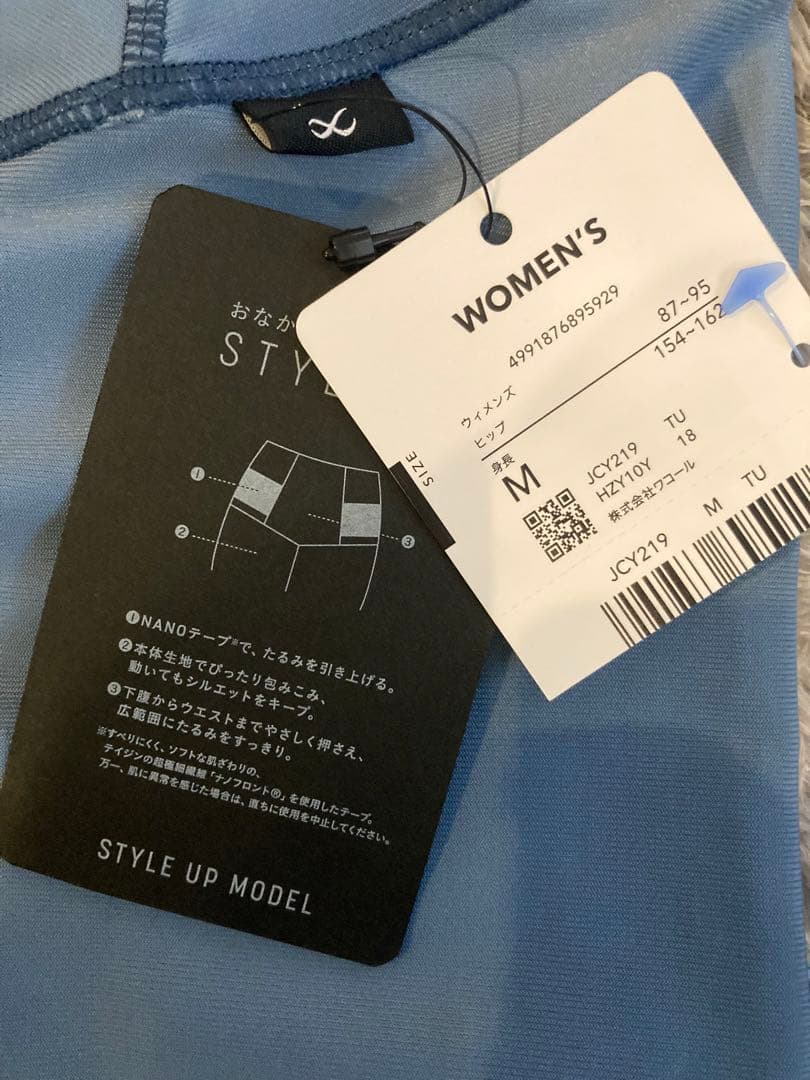 WOMEN'S
4991876895929
ウィメンズ
ヒップ 87~95
身長 154~162
SIZE
M
JCY219 TU
HZY10Y 18
株式会社ワコール
JCY219 M TU
おなか
STY
①
②
③
①NANOテープ※で、たるみを引き上げる。
②本体生地でぴったり包みこみ、
動いてもシルエットをキープ。
③下腹からウエストまでやさしく押さえ、
広範囲にたるみをすっきり。
※すべりにくく、ソフトな肌ざわりの、
テイジンの超極細繊維「ナノフロント®」を使用したテープ。
万一、肌に異常を感じた場合は、直ちに使用を中止してください。
STYLE UP MODEL